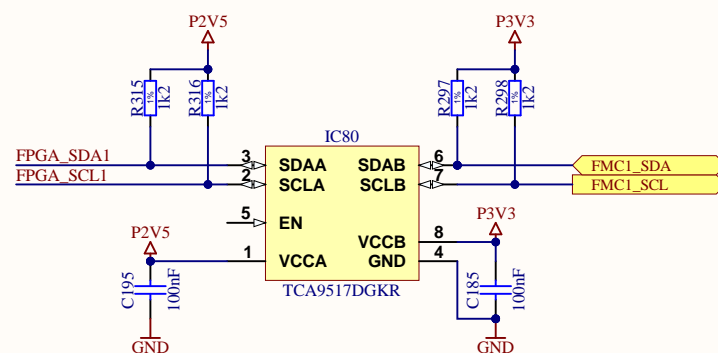 P2V5
P3V3
R315
1%
1k2
R316
1%
1k2
R297
1%
1k2
R298
1%
1k2
IC80
FPGA_SDA1
3
SDAA
SDAB
6
FMC1_SDA
FPGA_SCL1
2
SCLA
SCLB
7
FMC1_SCL
5
EN
P3V3
P2V5
VCCB
8
1
VCCA
GND
4
C195
100nF
TCA9517DGKR
C185
100nF
GND
GND